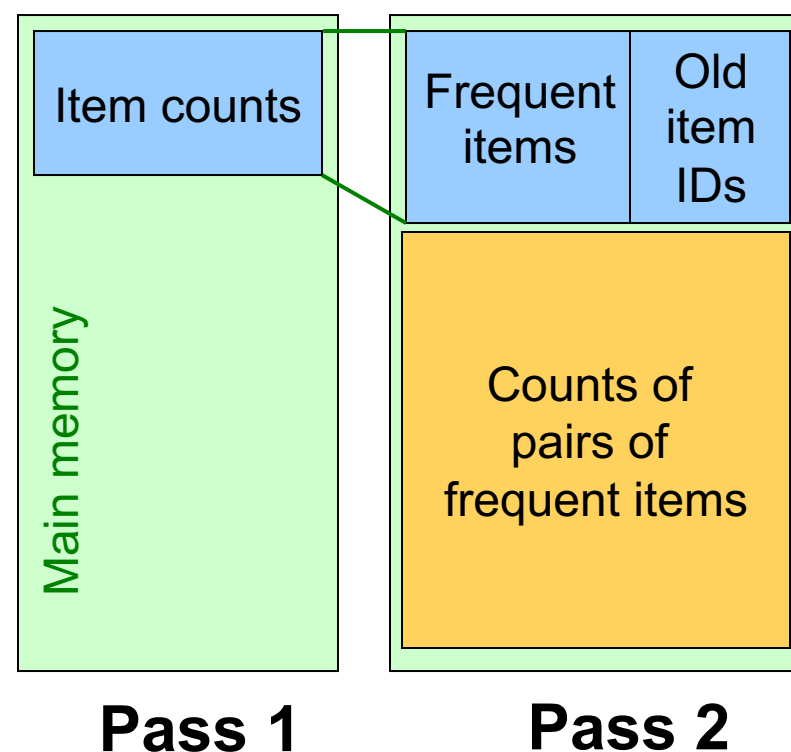 Item counts
Main memory
Pass 1
Frequent
items
Old
item
IDs
Counts of
pairs of
frequent items
Pass 2